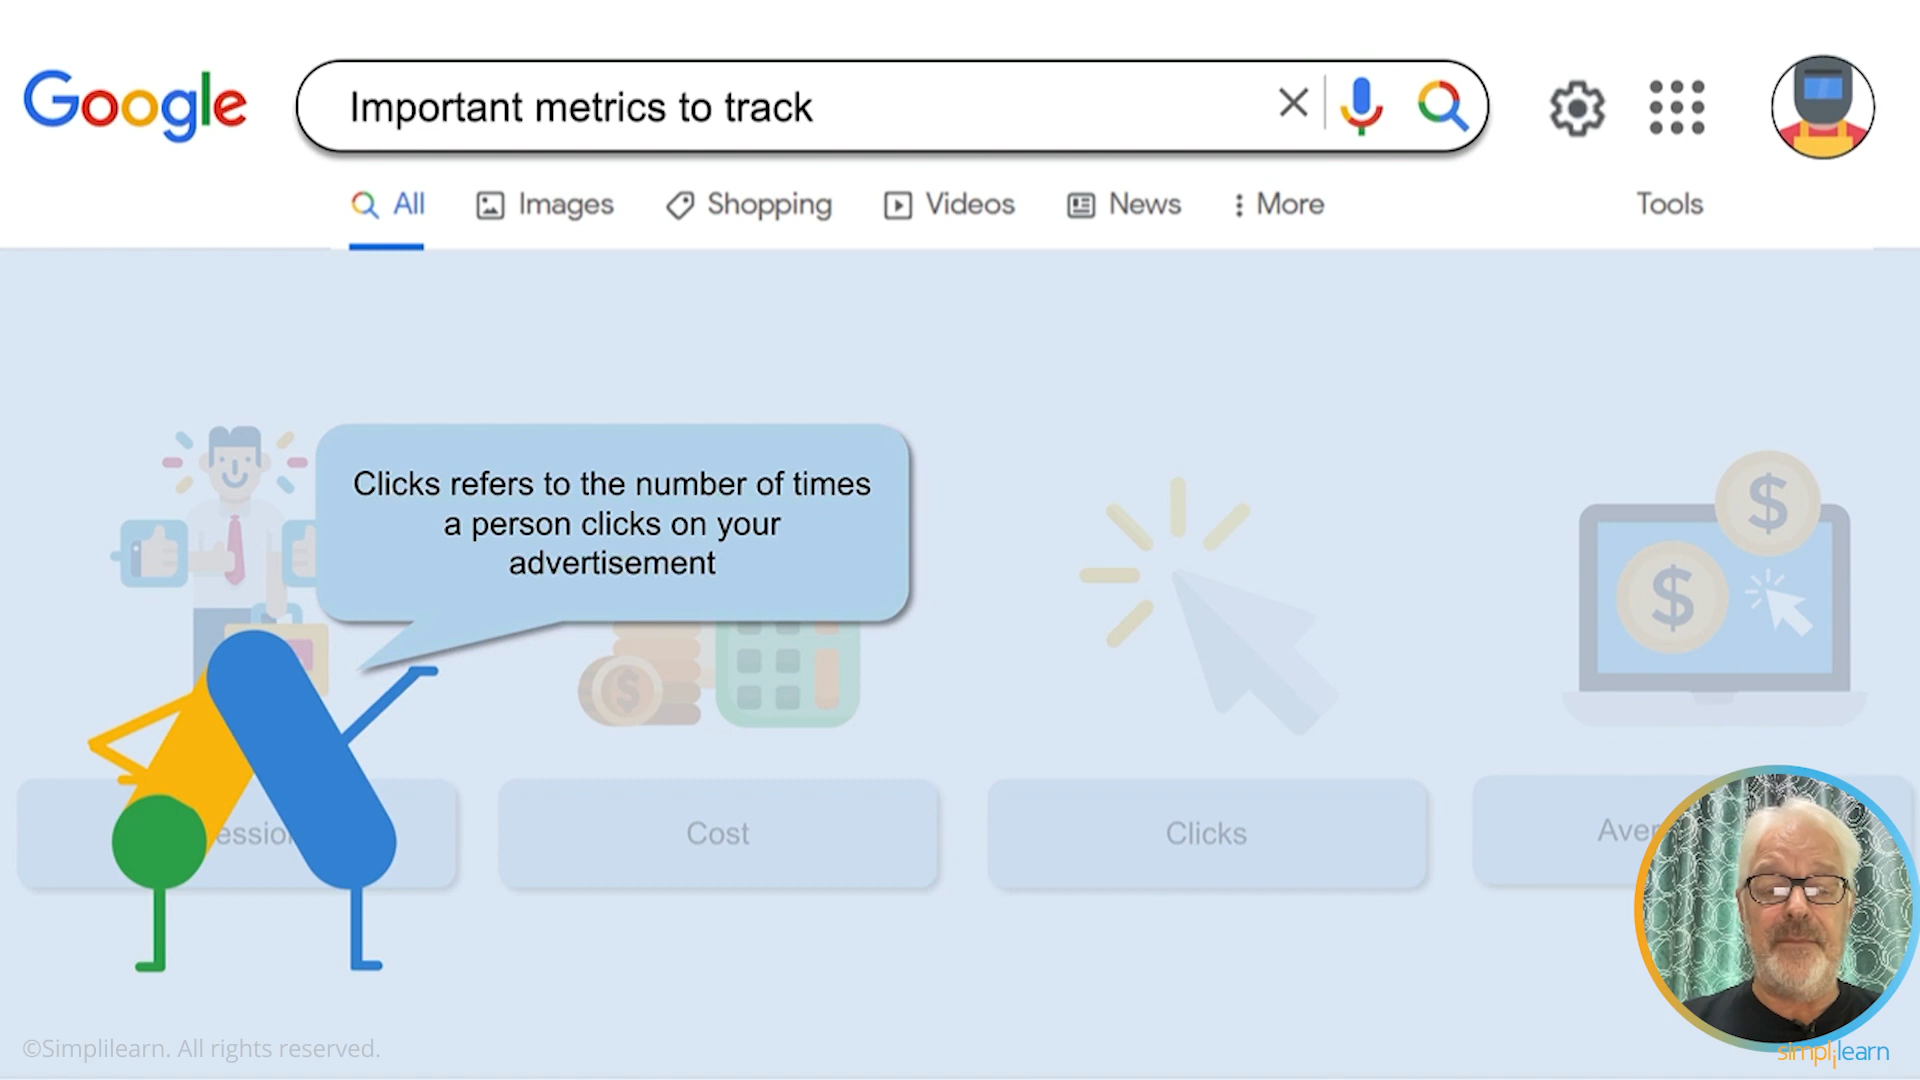 Google
Important metrics to track
All
Images
Shopping
Videos
News
More
Tools
Clicks refers to the number of times
a person clicks on your
advertisement
Cost
Clicks
©Simplilearn. All rights reserved.
simplilearn